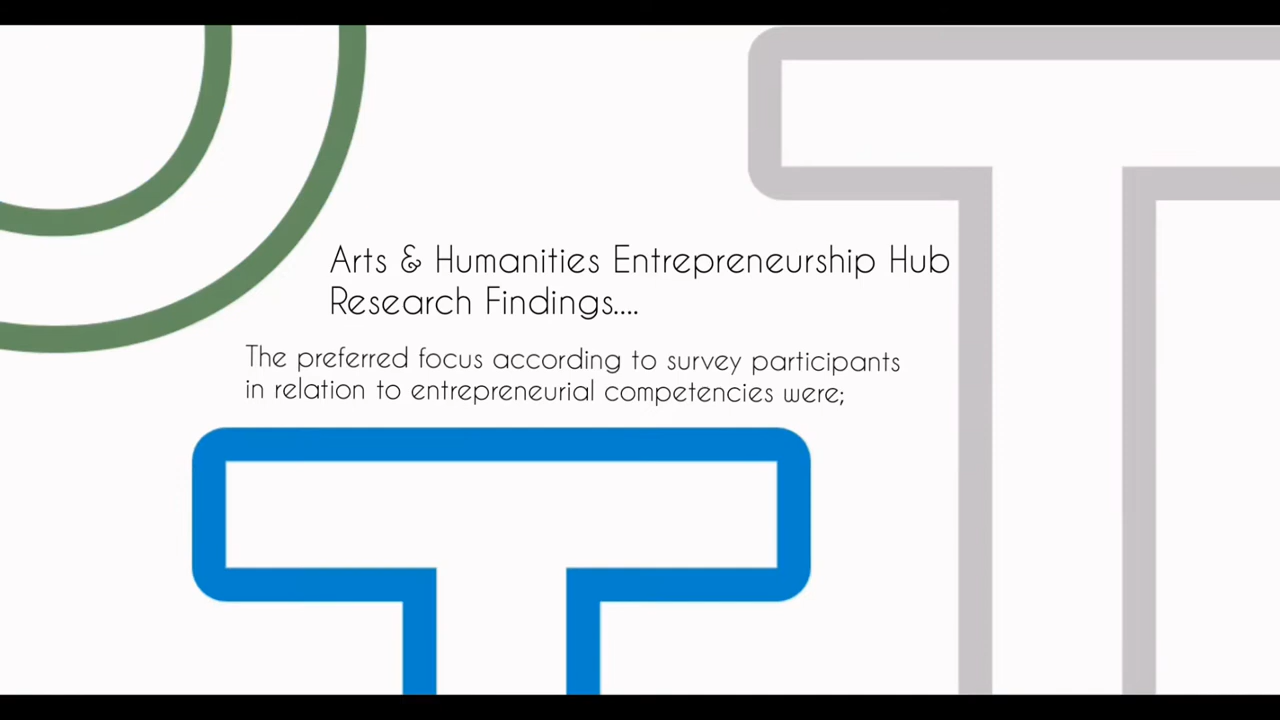 Arts & Humanities Entrepreneurship Hub
Research Findings....
The preferred focus according to survey participants
in relation to entrepreneurial competencies were;